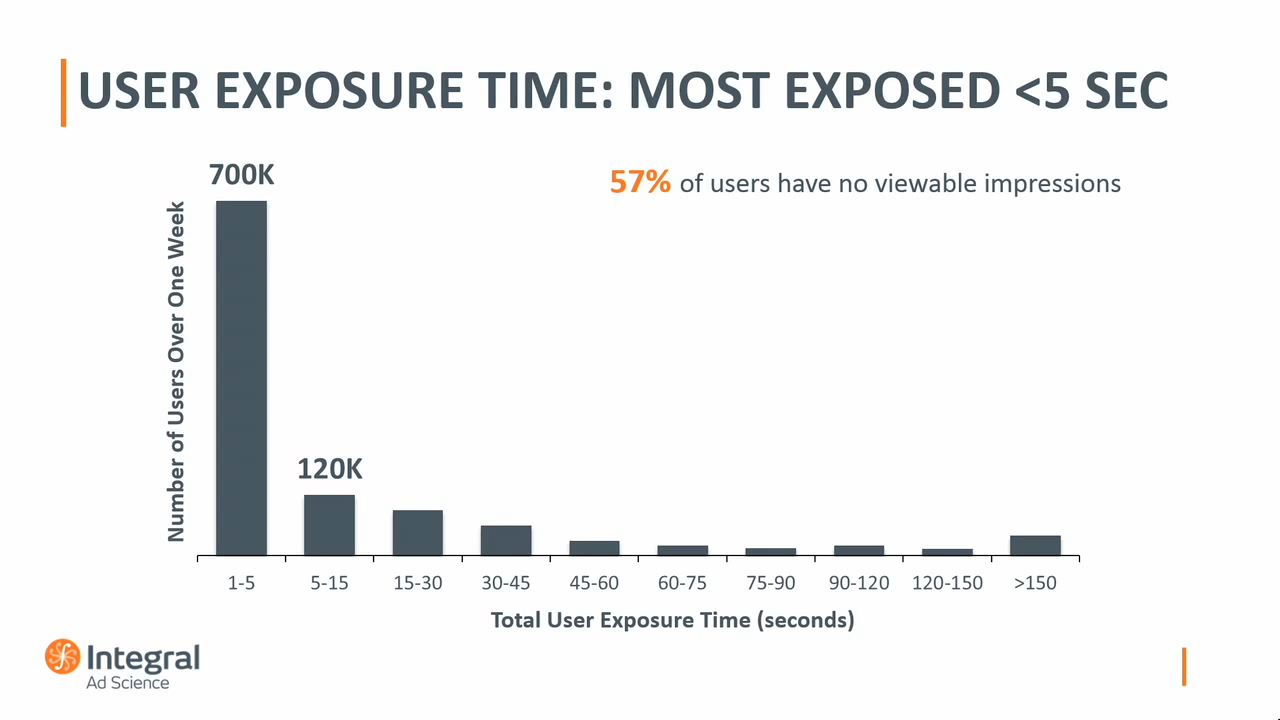 USER EXPOSURE TIME: MOST EXPOSED <5 SEC
700K
57% of users have no viewable impressions
Number of Users Over One Week
120K
1-5 5-15 15-30 30-45 45-60 60-75 75-90 90-120 120-150 >150
Total User Exposure Time (seconds)
Integral
Ad Science